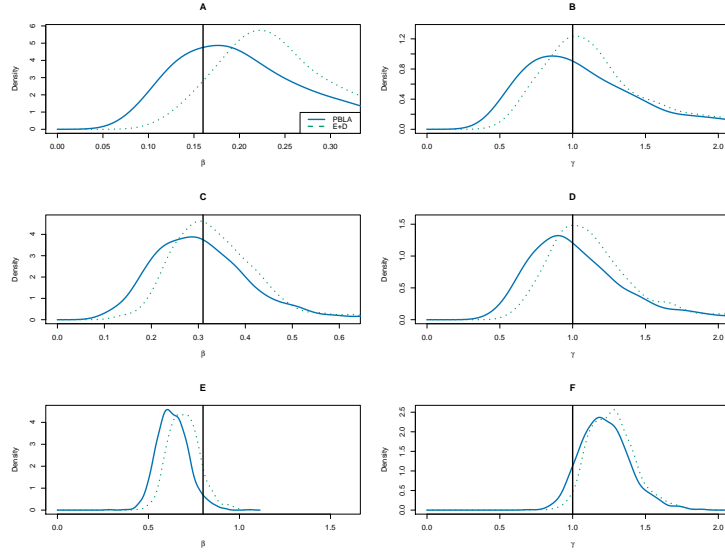 A
Density
0 1 2 3 4 5 6
0.00 0.05 0.10 0.15 0.20 0.25 0.30
β
PBLA
E+D
B
Density
0.0 0.4 0.8 1.2
0.0 0.5 1.0 1.5 2.0
γ
C
Density
0 1 2 3 4
0.0 0.1 0.2 0.3 0.4 0.5 0.6
β
D
Density
0.0 0.5 1.0 1.5
0.0 0.5 1.0 1.5 2.0
γ
E
Density
0 1 2 3 4
0.0 0.5 1.0 1.5
β
F
Density
0.0 0.5 1.0 1.5 2.0 2.5
0.0 0.5 1.0 1.5 2.0
γ